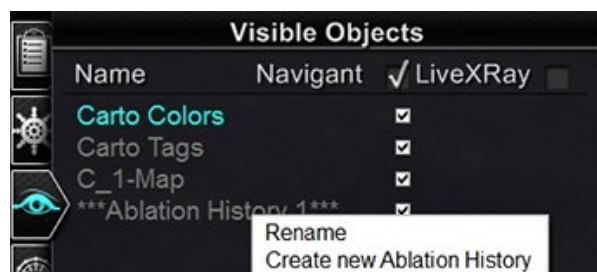 Visible Objects
Name Navigant LiveXRay
Carto Colors
Carto Tags
C_1-Map
***Ablation History 1***
Rename
Create new Ablation History